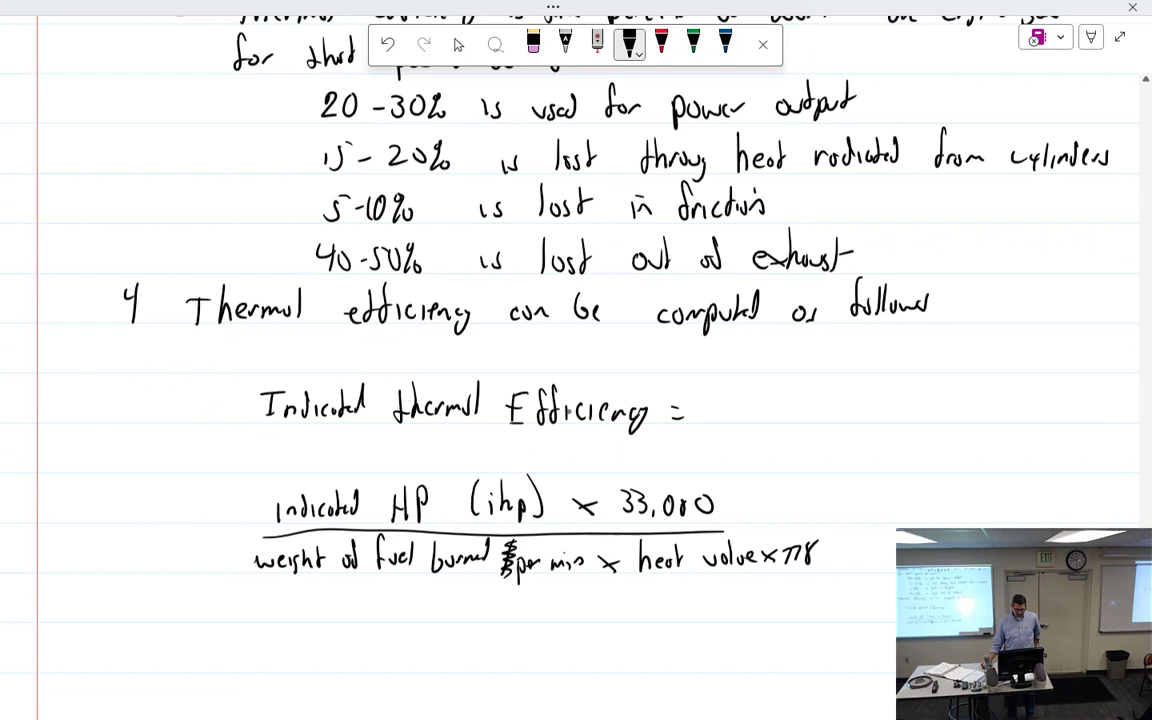 for that
20-30% is used for power output
15-20% is lost throug heat radiated from cylinders
5-10% is lost in friction
40-50% is lost out of exhaust
4 Thermal efficiency can be computed as follows
Indicated thermal Efficiency =
indicated HP (ihp) × 33,000
weight of fuel burned per min × heat value × 778
EXIT